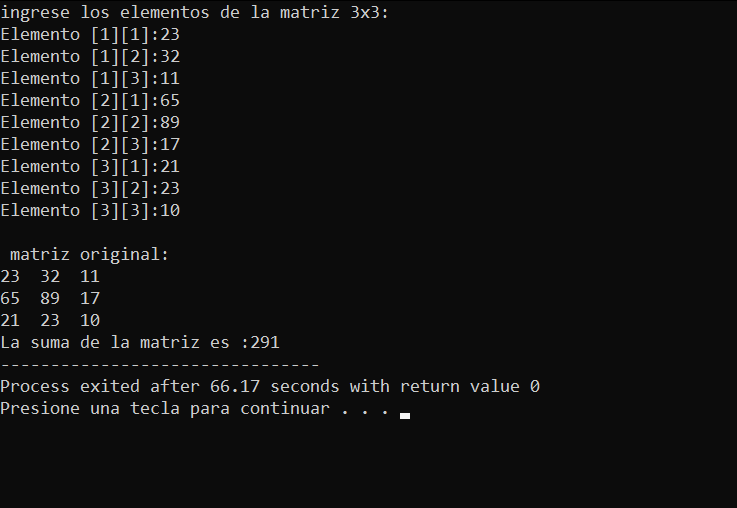 ingrese los elementos de la matriz 3x3:
Elemento [1][1]:23
Elemento [1][2]:32
Elemento [1][3]:11
Elemento [2][1]:65
Elemento [2][2]:89
Elemento [2][3]:17
Elemento [3][1]:21
Elemento [3][2]:23
Elemento [3][3]:10
 matriz original:
23  32  11
65  89  17
21  23  10
La suma de la matriz es :291
--------------------------------
Process exited after 66.17 seconds with return value 0
Presione una tecla para continuar . . .